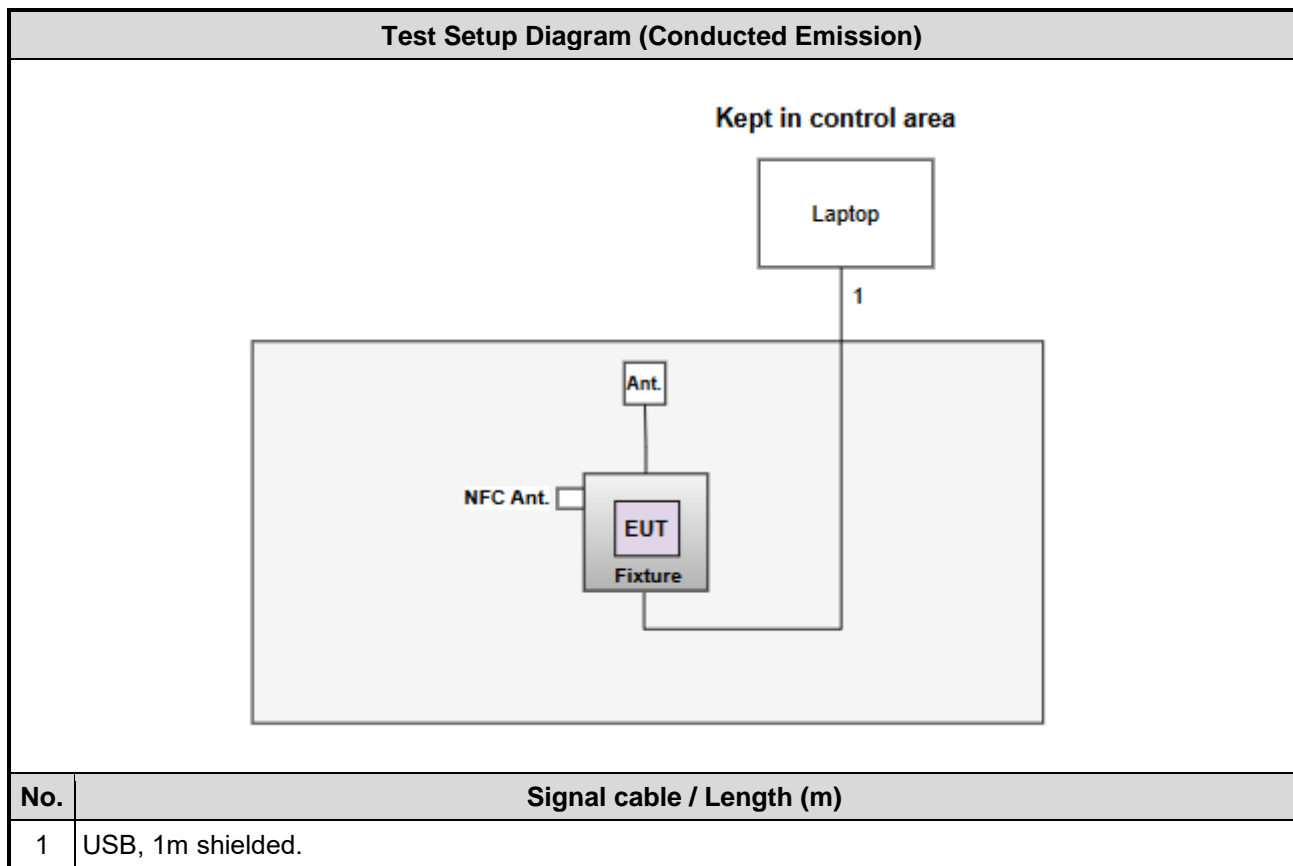 Test Setup Diagram (Conducted Emission)
Kept in control area
Laptop
1
Ant.
NFC Ant.
EUT
Fixture
No. Signal cable / Length (m)
1 USB, 1m shielded.